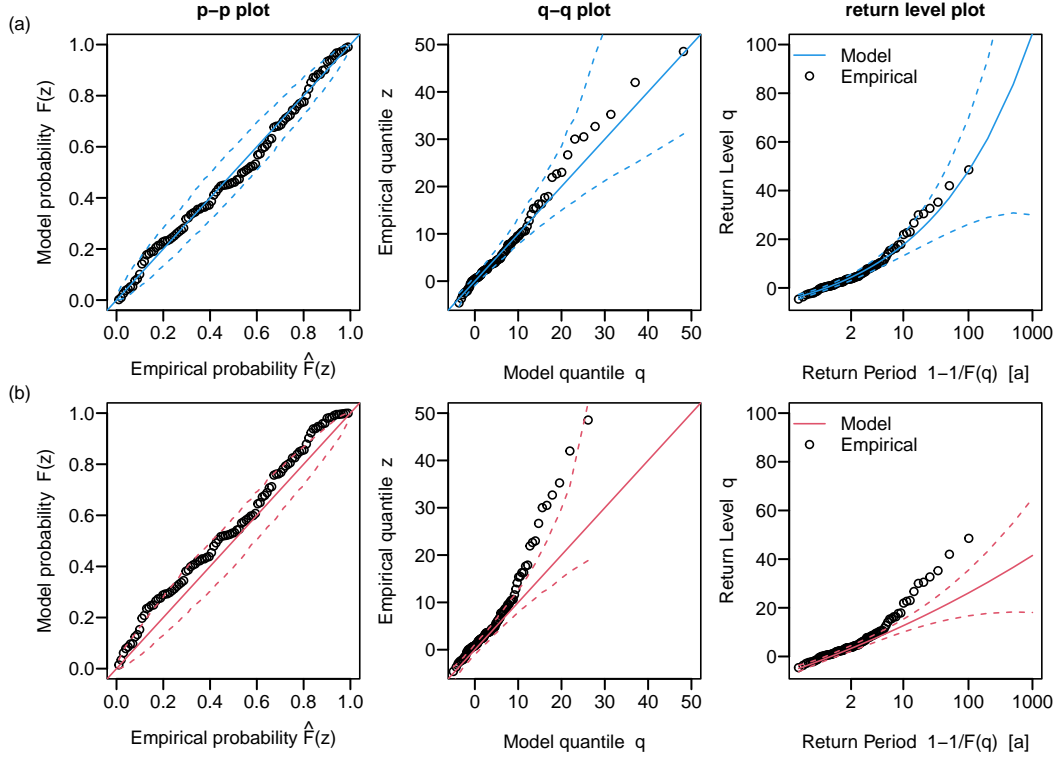 p−p plot
q−q plot
return level plot
(a)
Model probability F(z)
1.0
0.8
0.6
0.4
0.2
0.0
0.0 0.2 0.4 0.6 0.8 1.0
Empirical probability F̂(z)
Empirical quantile z
50
40
30
20
10
0
0 10 20 30 40 50
Model quantile q
Return Level q
100
80
60
40
20
0
Model
Empirical
2 10 100 1000
Return Period 1−1/F(q) [a]
(b)
Model probability F(z)
1.0
0.8
0.6
0.4
0.2
0.0
0.0 0.2 0.4 0.6 0.8 1.0
Empirical probability F̂(z)
Empirical quantile z
50
40
30
20
10
0
0 10 20 30 40 50
Model quantile q
Return Level q
100
80
60
40
20
0
Model
Empirical
2 10 100 1000
Return Period 1−1/F(q) [a]